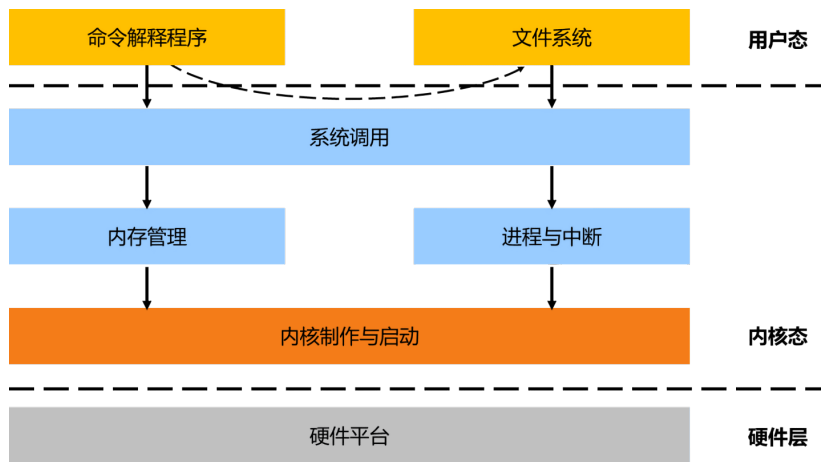 命令解释程序
文件系统
用户态
系统调用
内存管理
进程与中断
内核制作与启动
内核态
硬件平台
硬件层